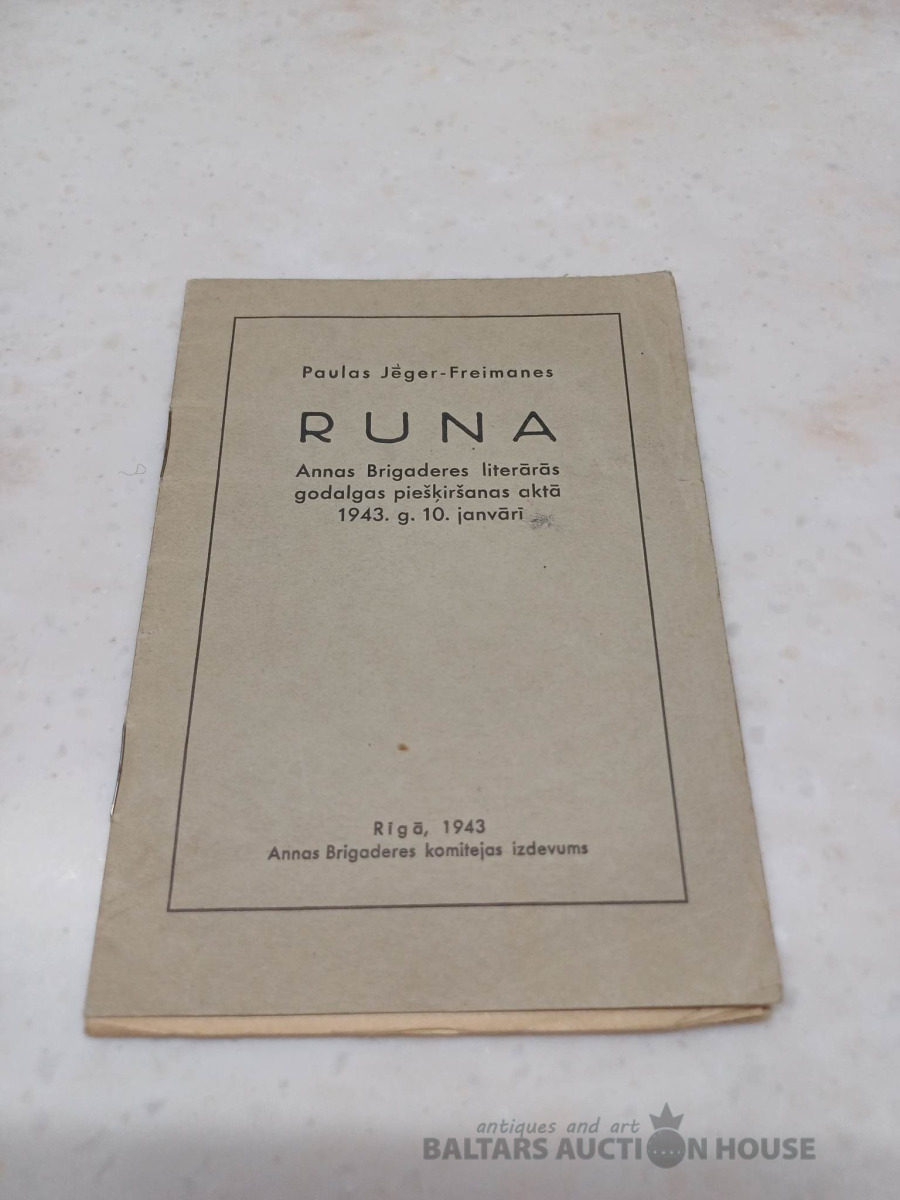 Paulas Jēger-Freimanes
RUNA
Annas Brigaderes literārās
godalgas piešķiršanas aktā
1943. g. 10. janvārī
Rīgā, 1943
Annas Brigaderes komitejas izdevums
antiques and art
BALTARS AUCTION HOUSE